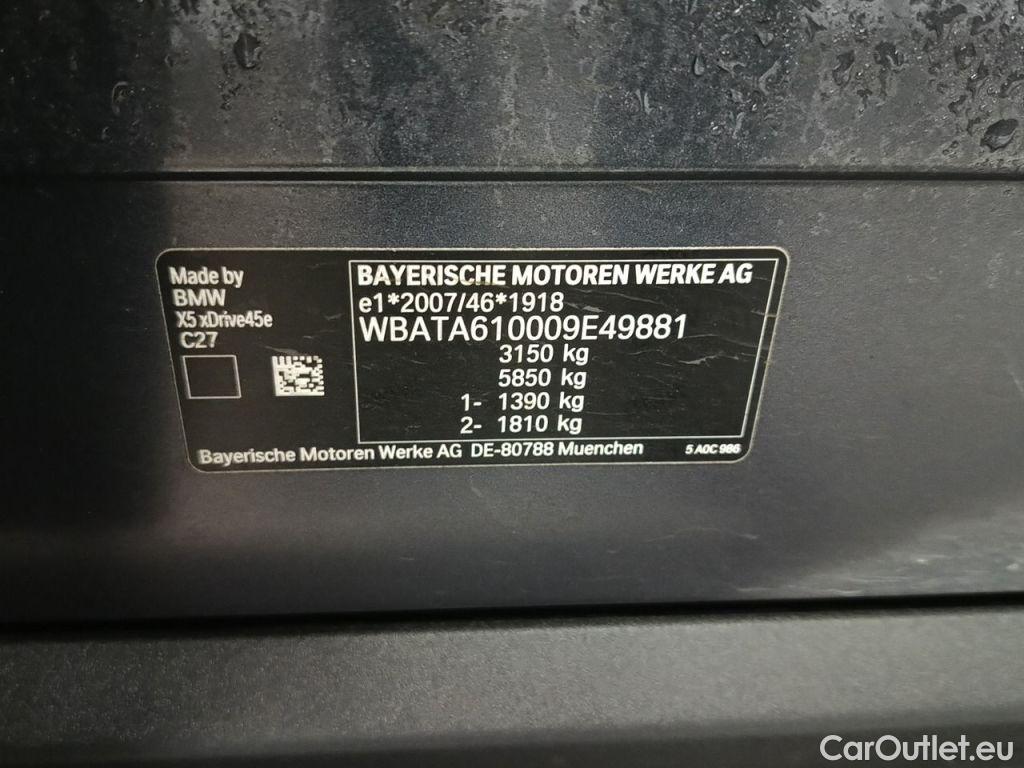 Made by
BMW
X5 xDrive45e
C27
BAYERISCHE MOTOREN WERKE AG
e1*2007/46*1918
WBATA610009E49881
3150 kg
5850 kg
1- 1390 kg
2- 1810 kg
Bayerische Motoren Werke AG DE-80788 Muenchen
5 A0C 986
CarOutlet.eu